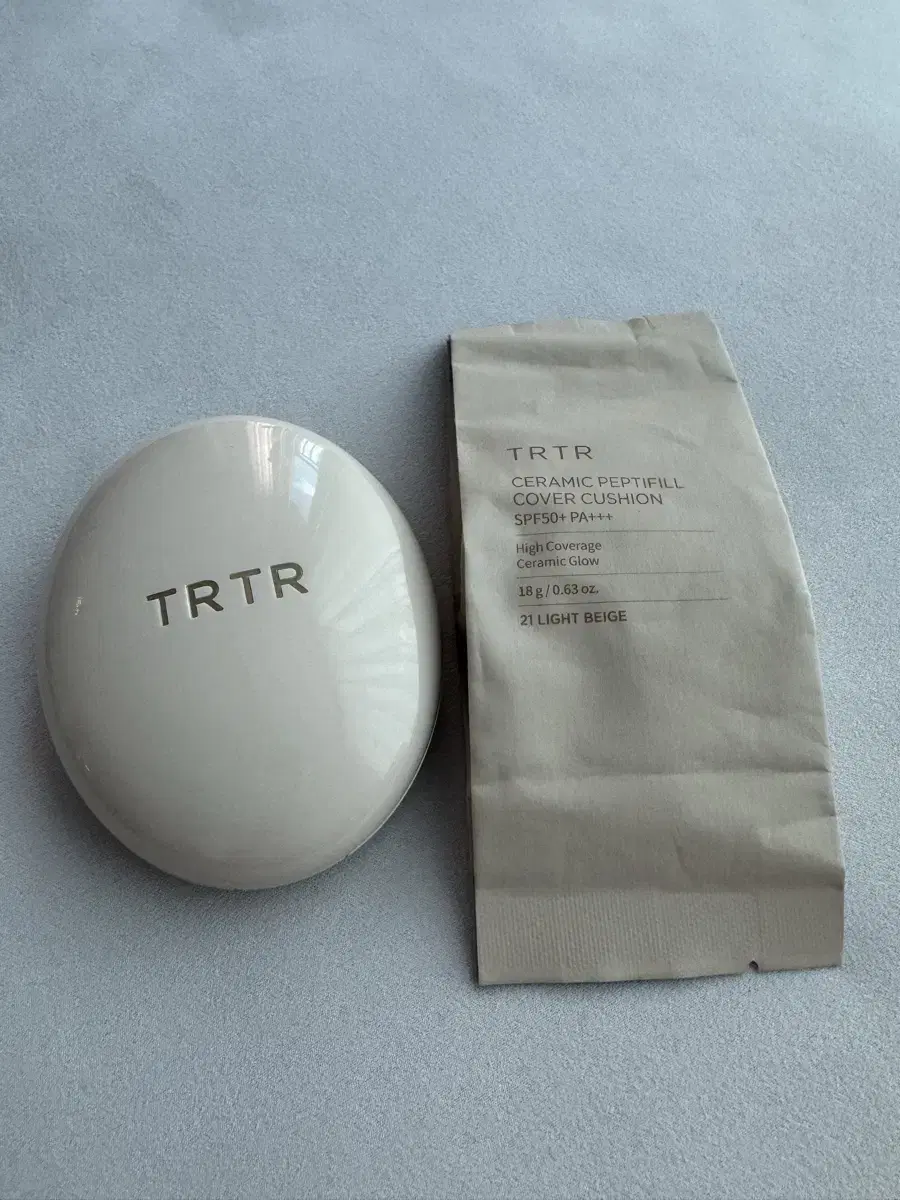 TRTR
TRTR
CERAMIC PEPTIFILL
COVER CUSHION
SPF50+ PA+++
High Coverage
Ceramic Glow
18 g / 0.63 oz.
21 LIGHT BEIGE